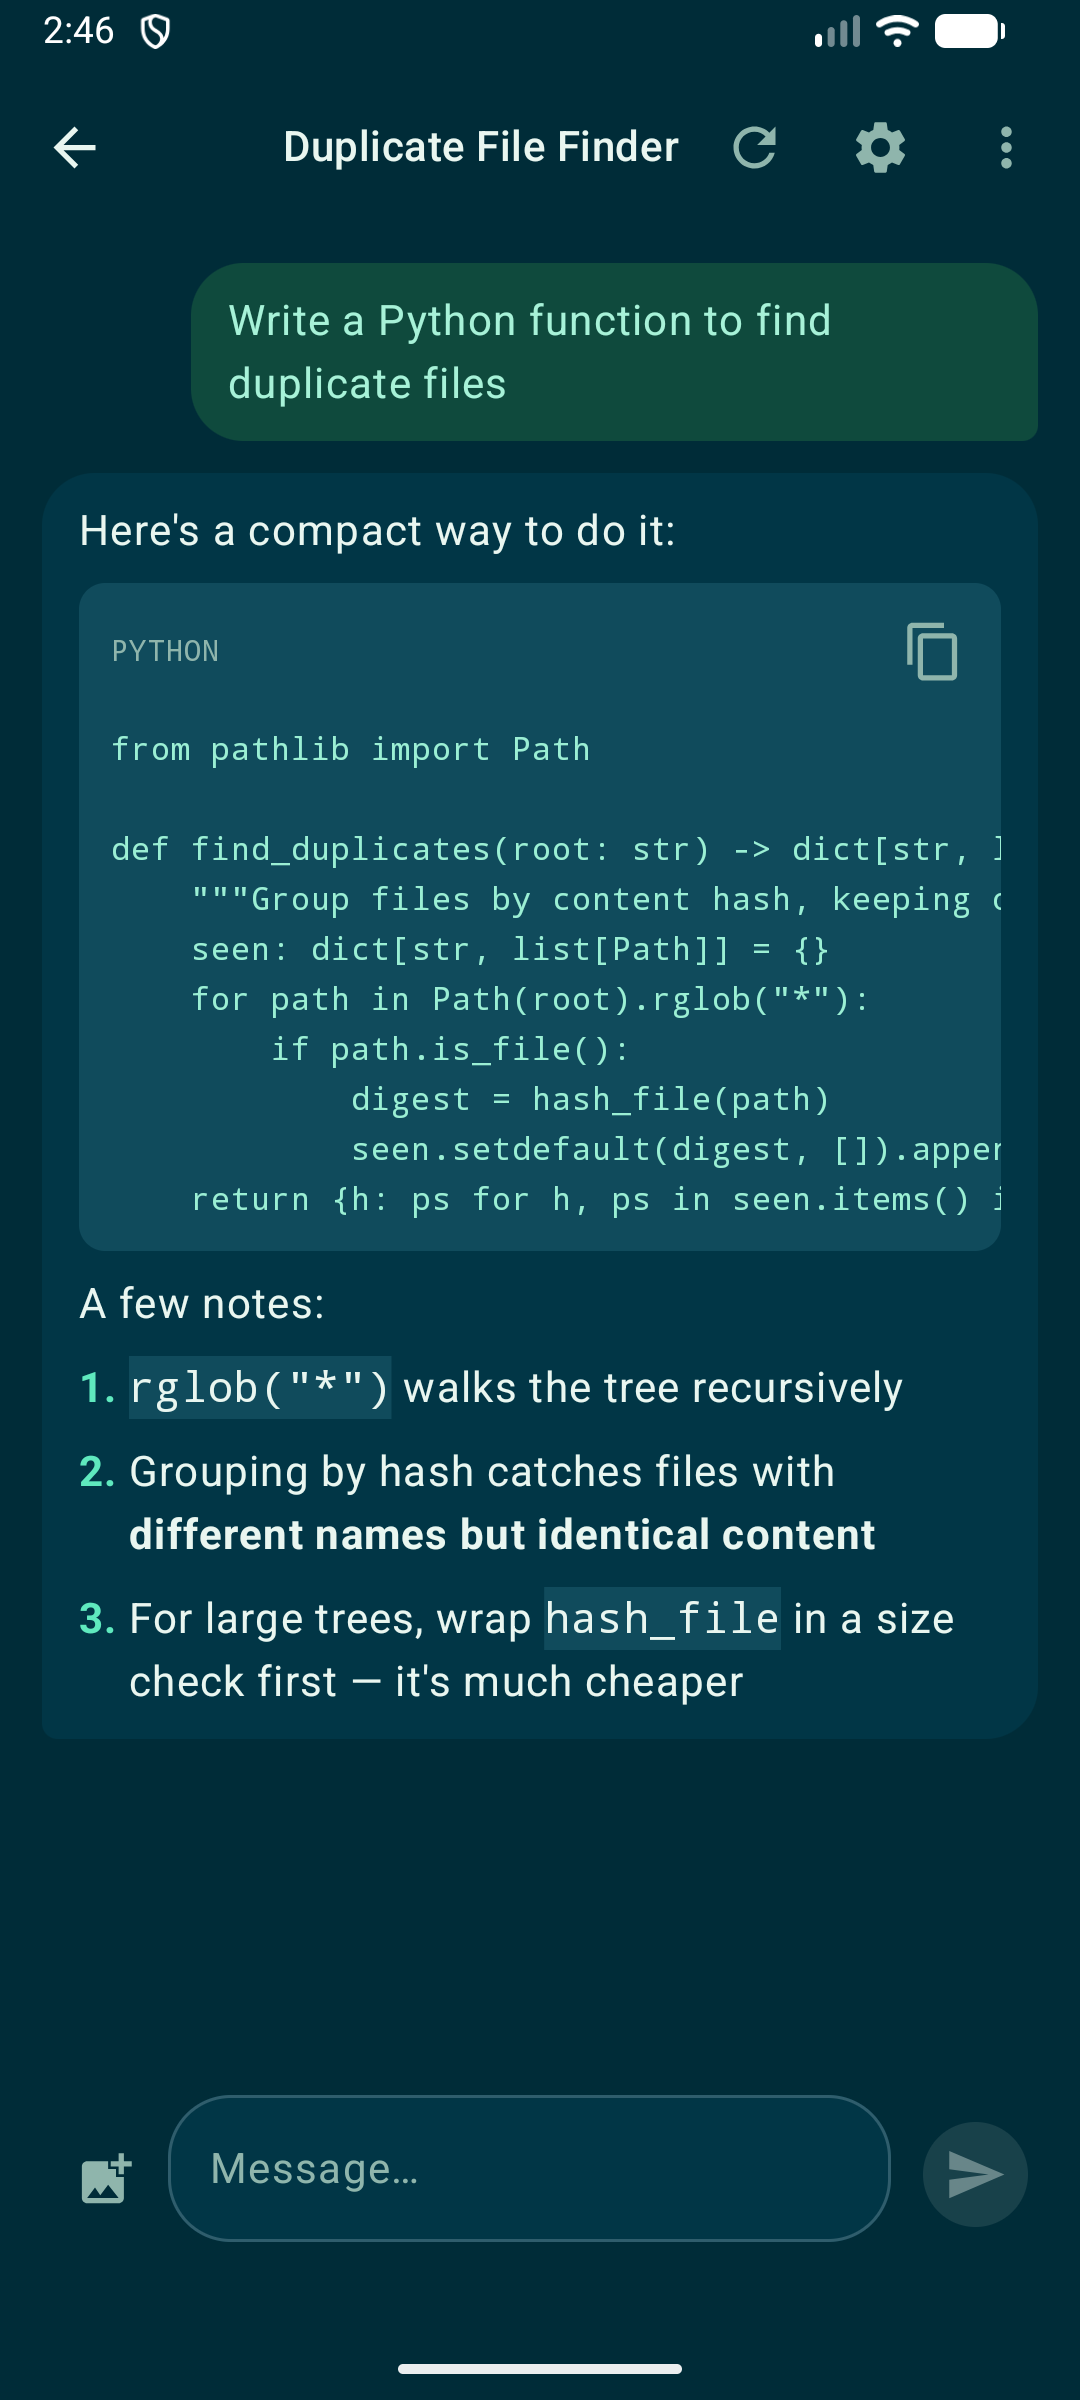 2:46
Duplicate File Finder
Write a Python function to find
duplicate files
Here's a compact way to do it:
PYTHON
from pathlib import Path
def find_duplicates(root: str) -> dict[str,
"""Group files by content hash, keeping
seen: dict[str, list[Path]] = {}
for path in Path(root).rglob("*"):
if path.is_file():
digest = hash_file(path)
seen.setdefault(digest, []).appen
return {h: ps for h, ps in seen.items()
A few notes:
1. rglob("*") walks the tree recursively
2. Grouping by hash catches files with
different names but identical content
3. For large trees, wrap hash_file in a size
check first — it's much cheaper
Message…